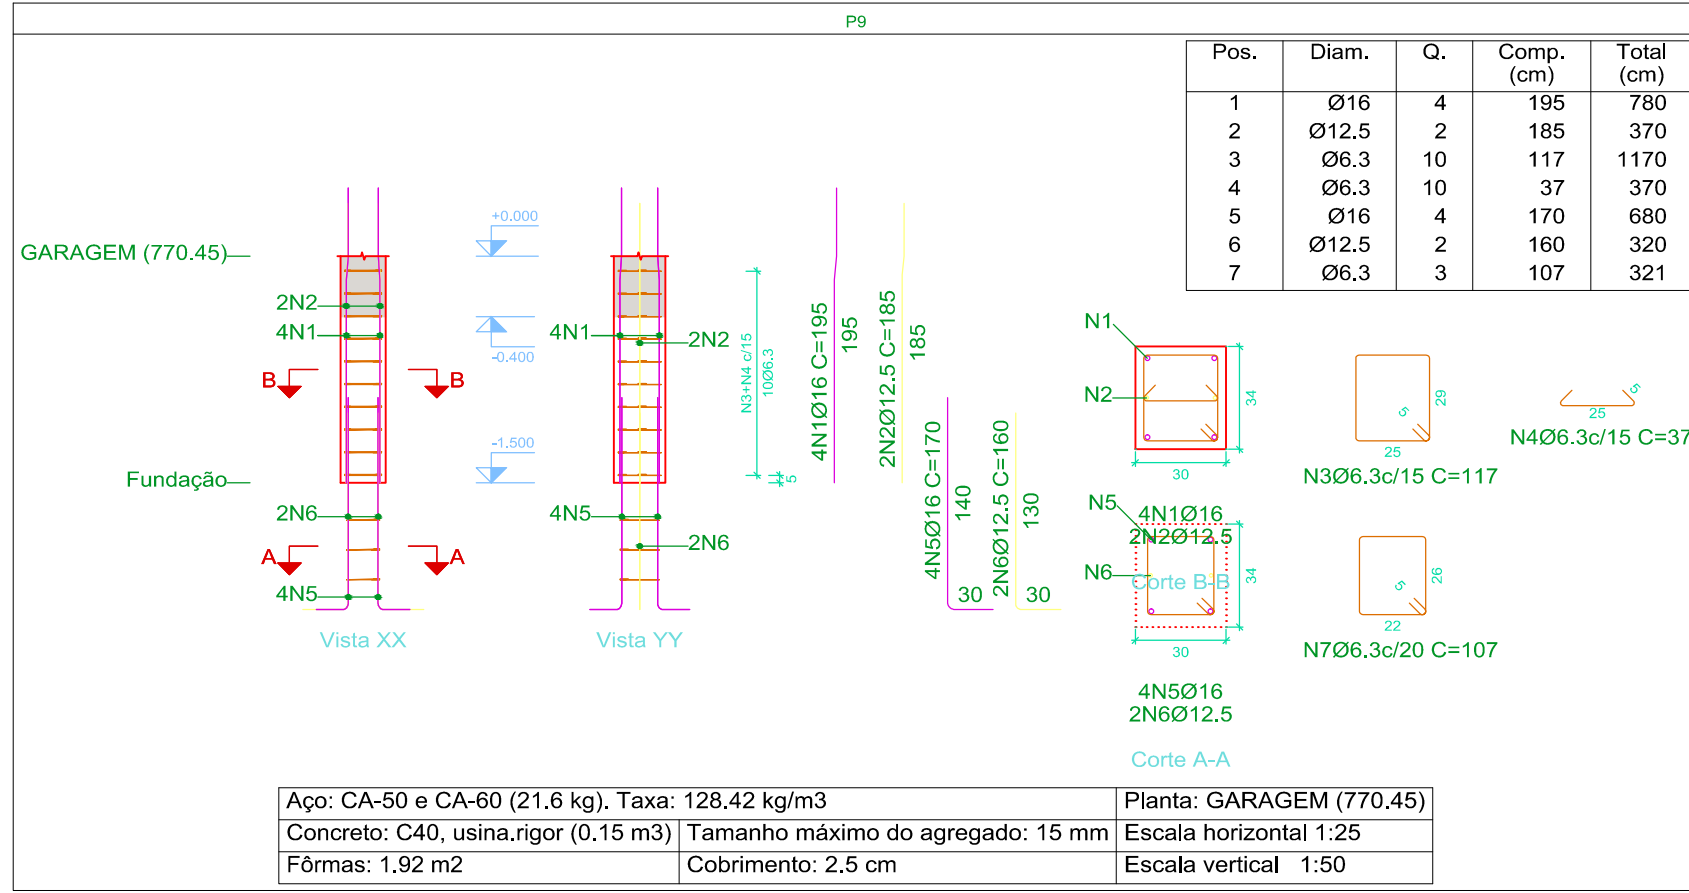 P9
Pos. Diam. Q. Comp. (cm) Total (cm)
1 Ø16 4 195 780
2 Ø12.5 2 185 370
3 Ø6.3 10 117 1170
4 Ø6.3 10 37 370
5 Ø16 4 170 680
6 Ø12.5 2 160 320
7 Ø6.3 3 107 321
GARAGEM (770.45)
Fundação
2N2
4N1
B B
2N6
A A
4N5
Vista XX
+0.000
-0.400
-1.500
4N1
2N2
4N5
2N6
Vista YY
N3+N4 c/15
10Ø6.3
5
4N1Ø16 C=195
195
2N2Ø12.5 C=185
185
4N5Ø16 C=170
140
30
2N6Ø12.5 C=160
130
30
N1
N2
34
30
4N1Ø16
2N2Ø12.5
Corte B-B
5
29
25
N3Ø6.3c/15 C=117
5
25
N4Ø6.3c/15 C=37
N5
N6
34
30
4N5Ø16
2N6Ø12.5
Corte A-A
5
26
22
N7Ø6.3c/20 C=107
Aço: CA-50 e CA-60 (21.6 kg). Taxa: 128.42 kg/m3
Planta: GARAGEM (770.45)
Concreto: C40, usina.rigor (0.15 m3)
Tamanho máximo do agregado: 15 mm
Escala horizontal 1:25
Fôrmas: 1.92 m2
Cobrimento: 2.5 cm
Escala vertical 1:50